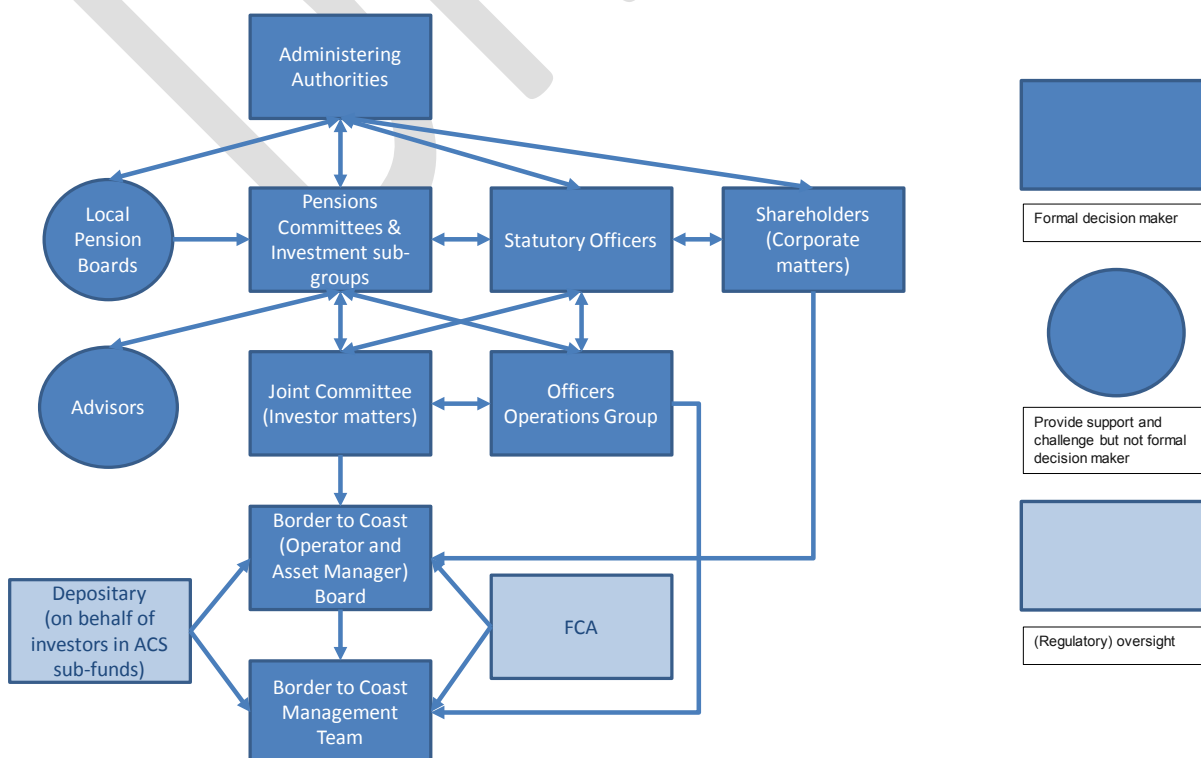 Administering
Authorities
Local
Pension
Boards
Pensions
Committees &
Investment sub-
groups
Statutory Officers
Shareholders
(Corporate
matters)
Advisors
Joint Committee
(Investor matters)
Officers
Operations Group
Border to Coast
(Operator and
Asset Manager)
Board
Depositary
(on behalf of
investors in ACS
sub-funds)
FCA
Border to Coast
Management
Team
Formal decision maker
Provide support and
challenge but not formal
decision maker
(Regulatory) oversight